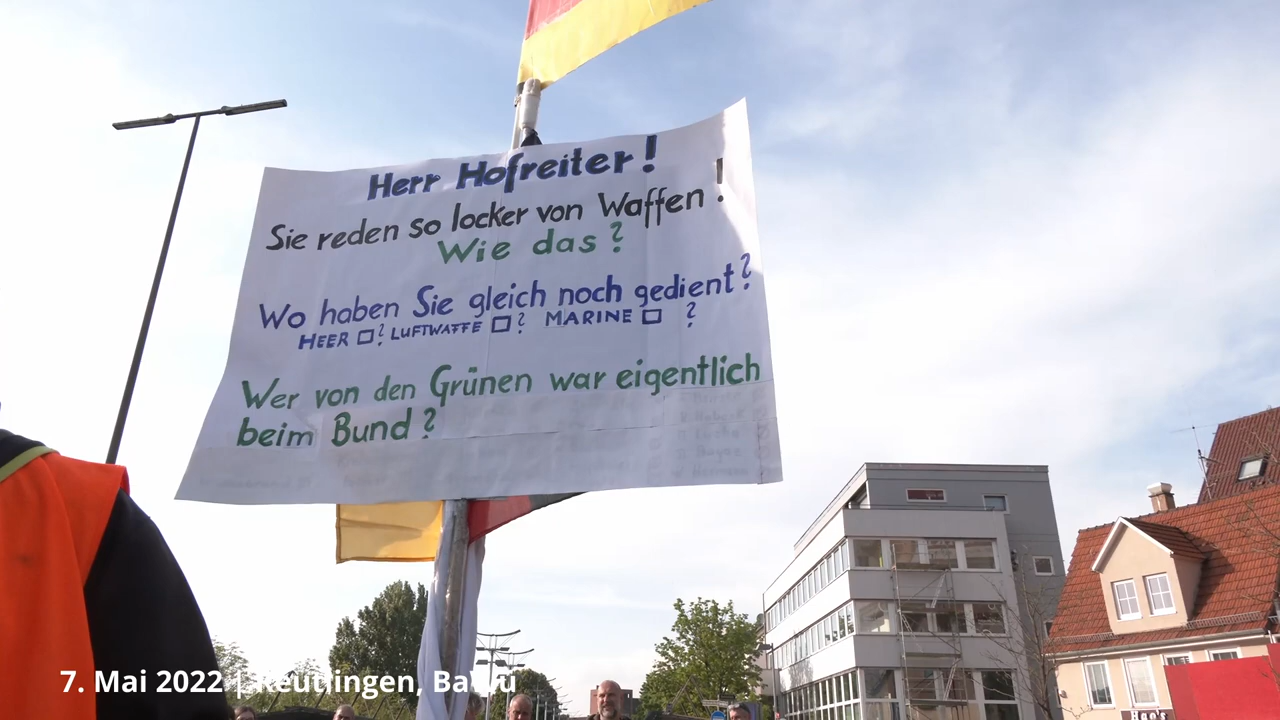 Herr Hofreiter!
Sie reden so locker von Waffen!
Wie das?
Wo haben Sie gleich noch gedient?
HEER □? LUFTWAFFE □? MARINE □ ?
Wer von den Grünen war eigentlich
beim Bund?
7. Mai 2022 | Reutlingen, BaWü